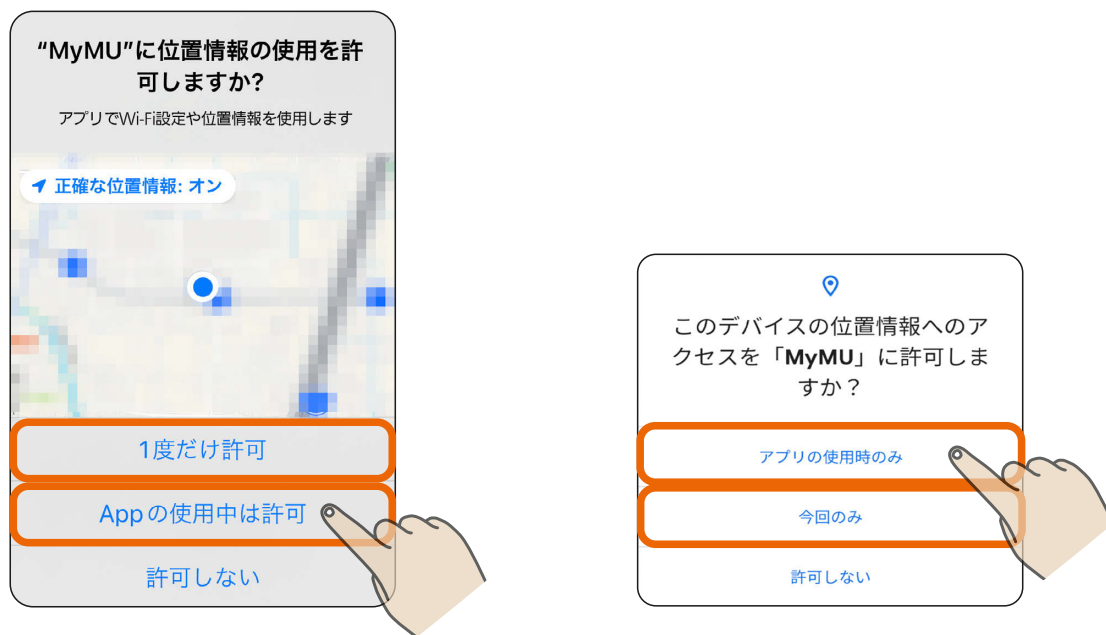 “MyMU”に位置情報の使用を許
可しますか?
アプリでWi-Fi設定や位置情報を使用します
正確な位置情報: オン
1度だけ許可
Appの使用中は許可
許可しない
このデバイスの位置情報へのア
クセスを「MyMU」に許可しま
すか？
アプリの使用時のみ
今回のみ
許可しない